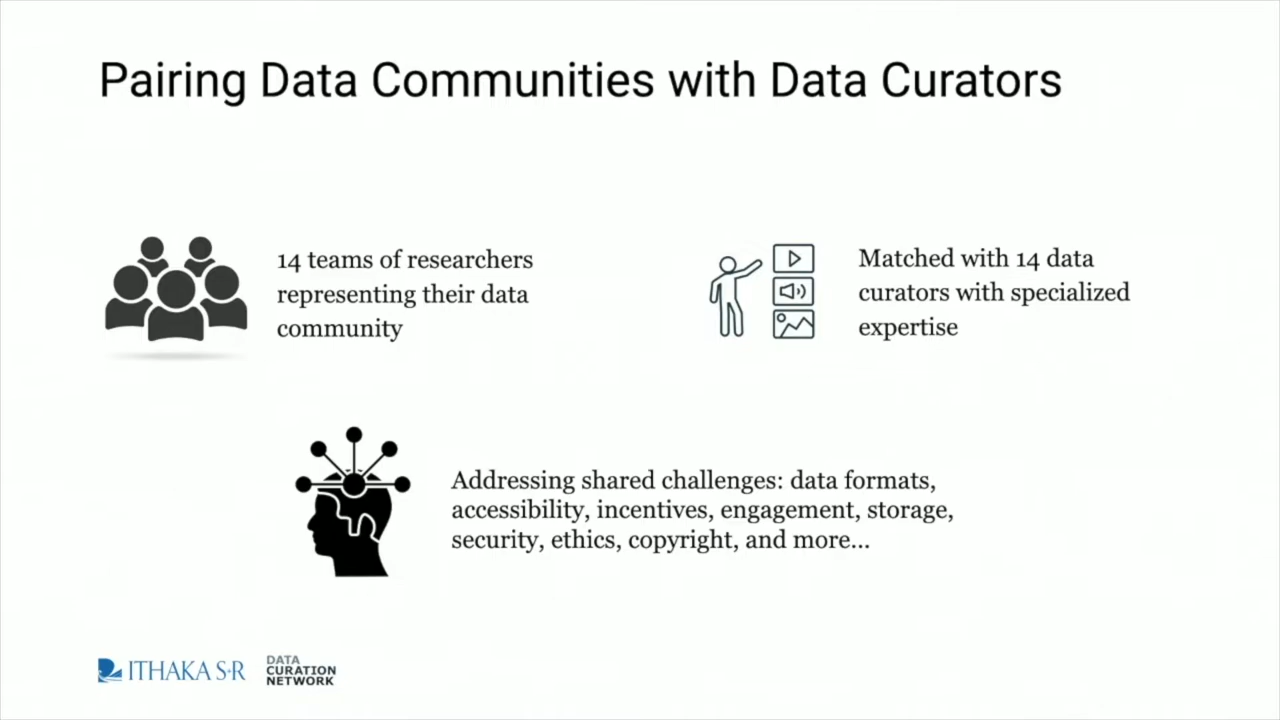 Pairing Data Communities with Data Curators
14 teams of researchers
representing their data
community
Matched with 14 data
curators with specialized
expertise
Addressing shared challenges: data formats,
accessibility, incentives, engagement, storage,
security, ethics, copyright, and more...
ITHAKA S·R
DATA
CURATION
NETWORK